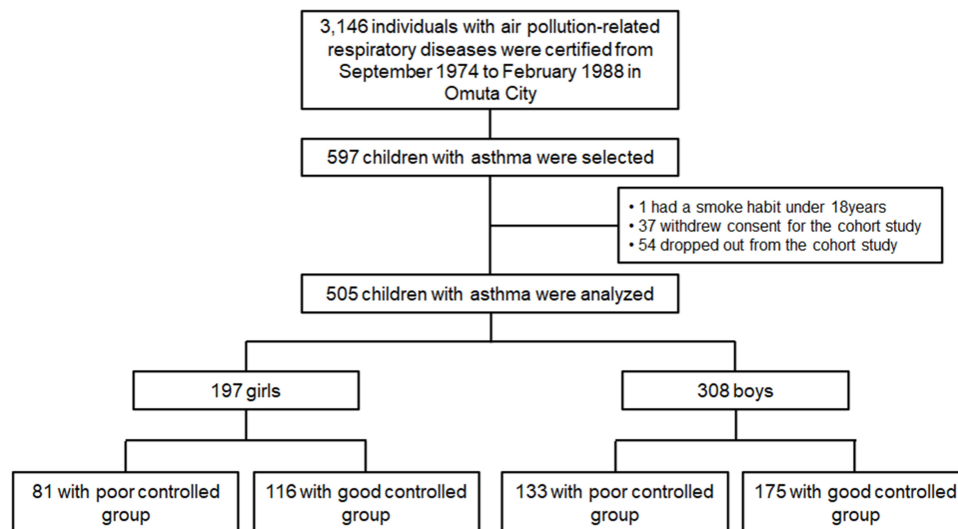 3,146 individuals with air pollution-related
respiratory diseases were certified from
September 1974 to February 1988 in
Omuta City
597 children with asthma were selected
• 1 had a smoke habit under 18years
• 37 withdrew consent for the cohort study
• 54 dropped out from the cohort study
505 children with asthma were analyzed
197 girls
308 boys
81 with poor controlled
group
116 with good controlled
group
133 with poor controlled
group
175 with good controlled
group